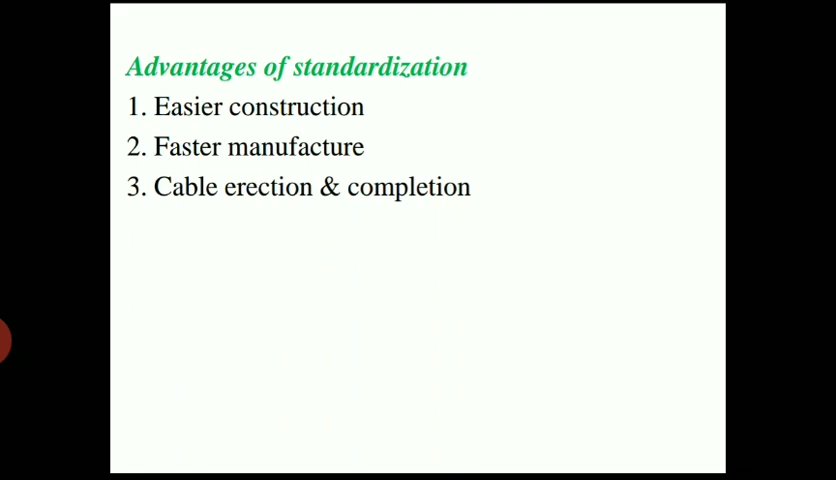 Advantages of standardization
1. Easier construction
2. Faster manufacture
3. Cable erection & completion